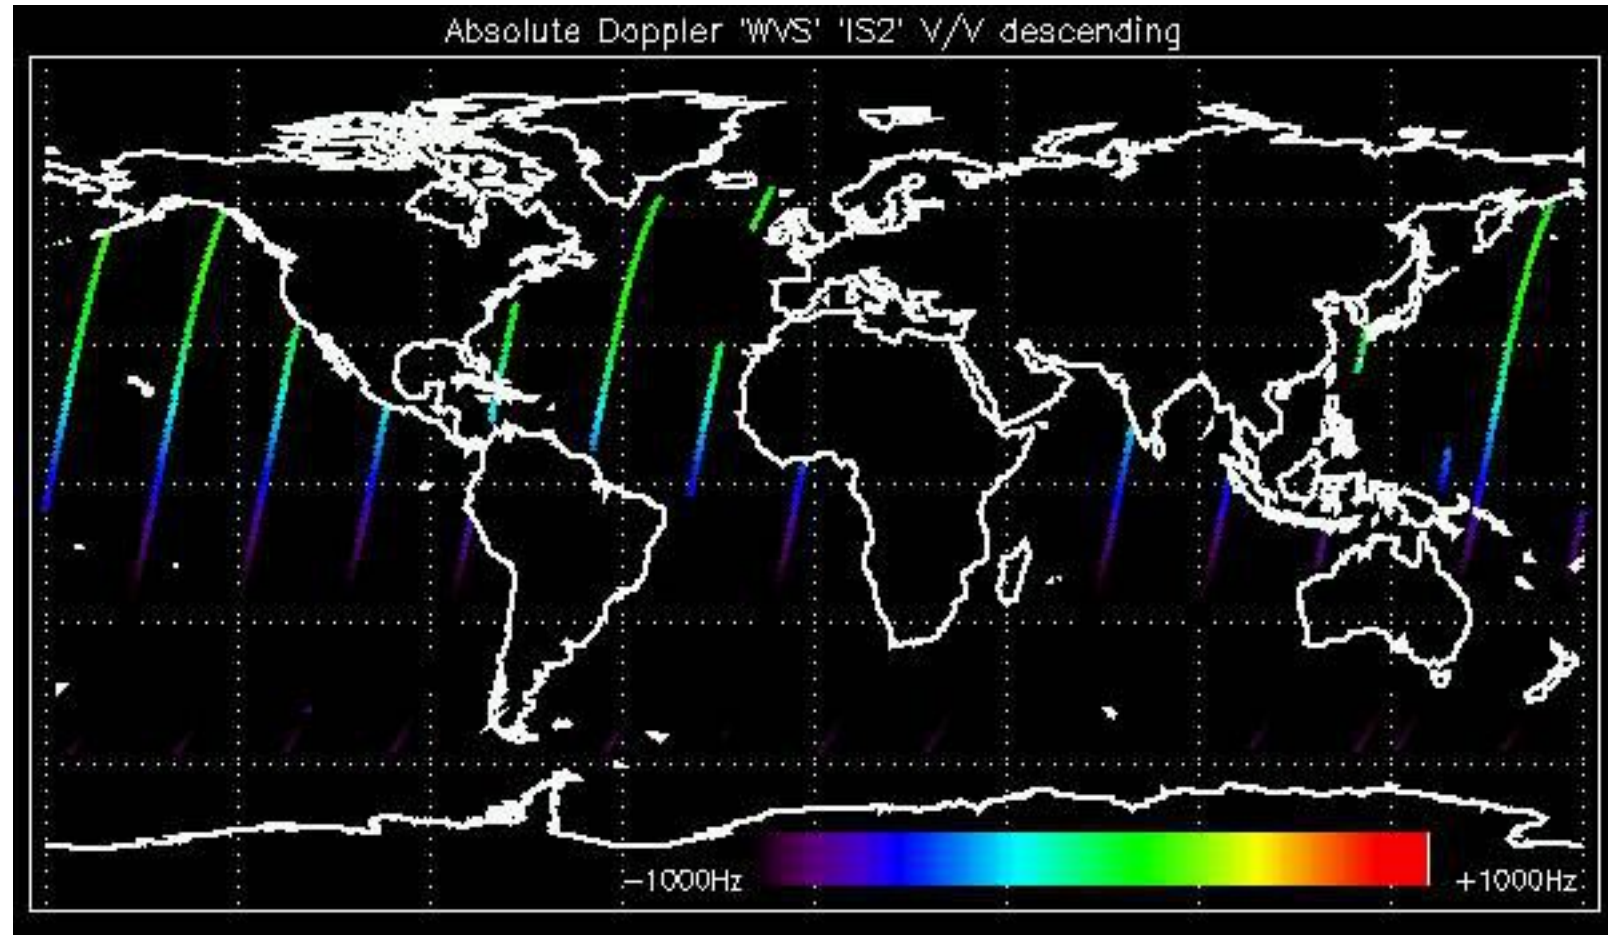 Absolute Doppler 'WVS' 'IS2' V/V descending
−1000Hz
+1000Hz